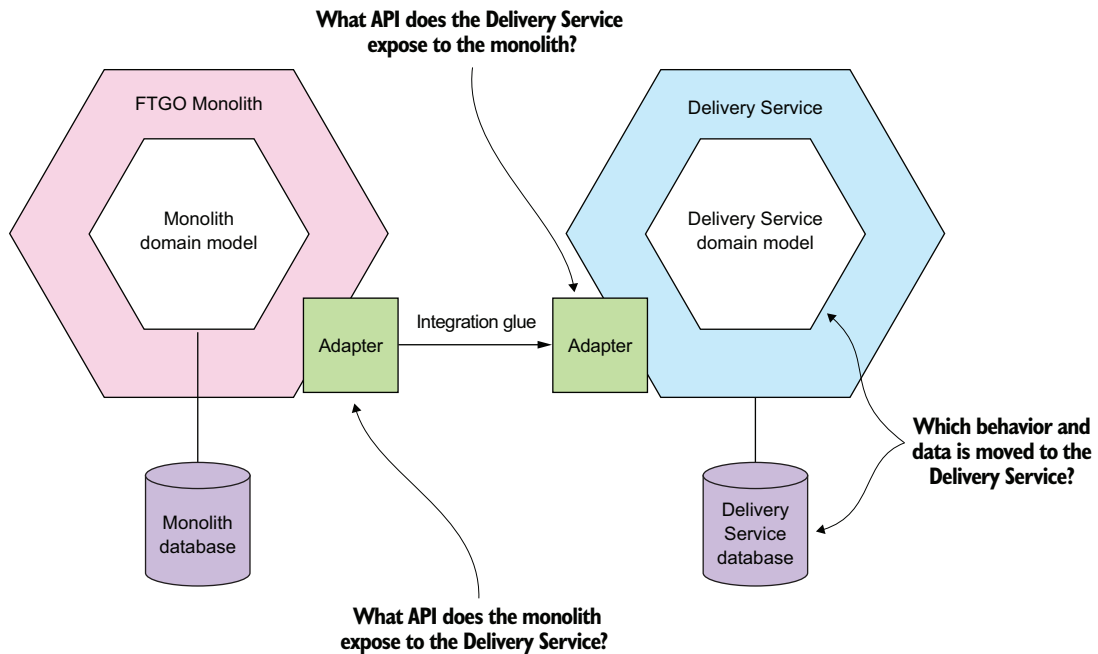 What API does the Delivery Service
expose to the monolith?
FTGO Monolith
Delivery Service
Monolith
domain model
Delivery Service
domain model
Adapter
Integration glue
Adapter
Which behavior and
data is moved to the
Delivery Service?
Monolith
database
Delivery
Service
database
What API does the monolith
expose to the Delivery Service?